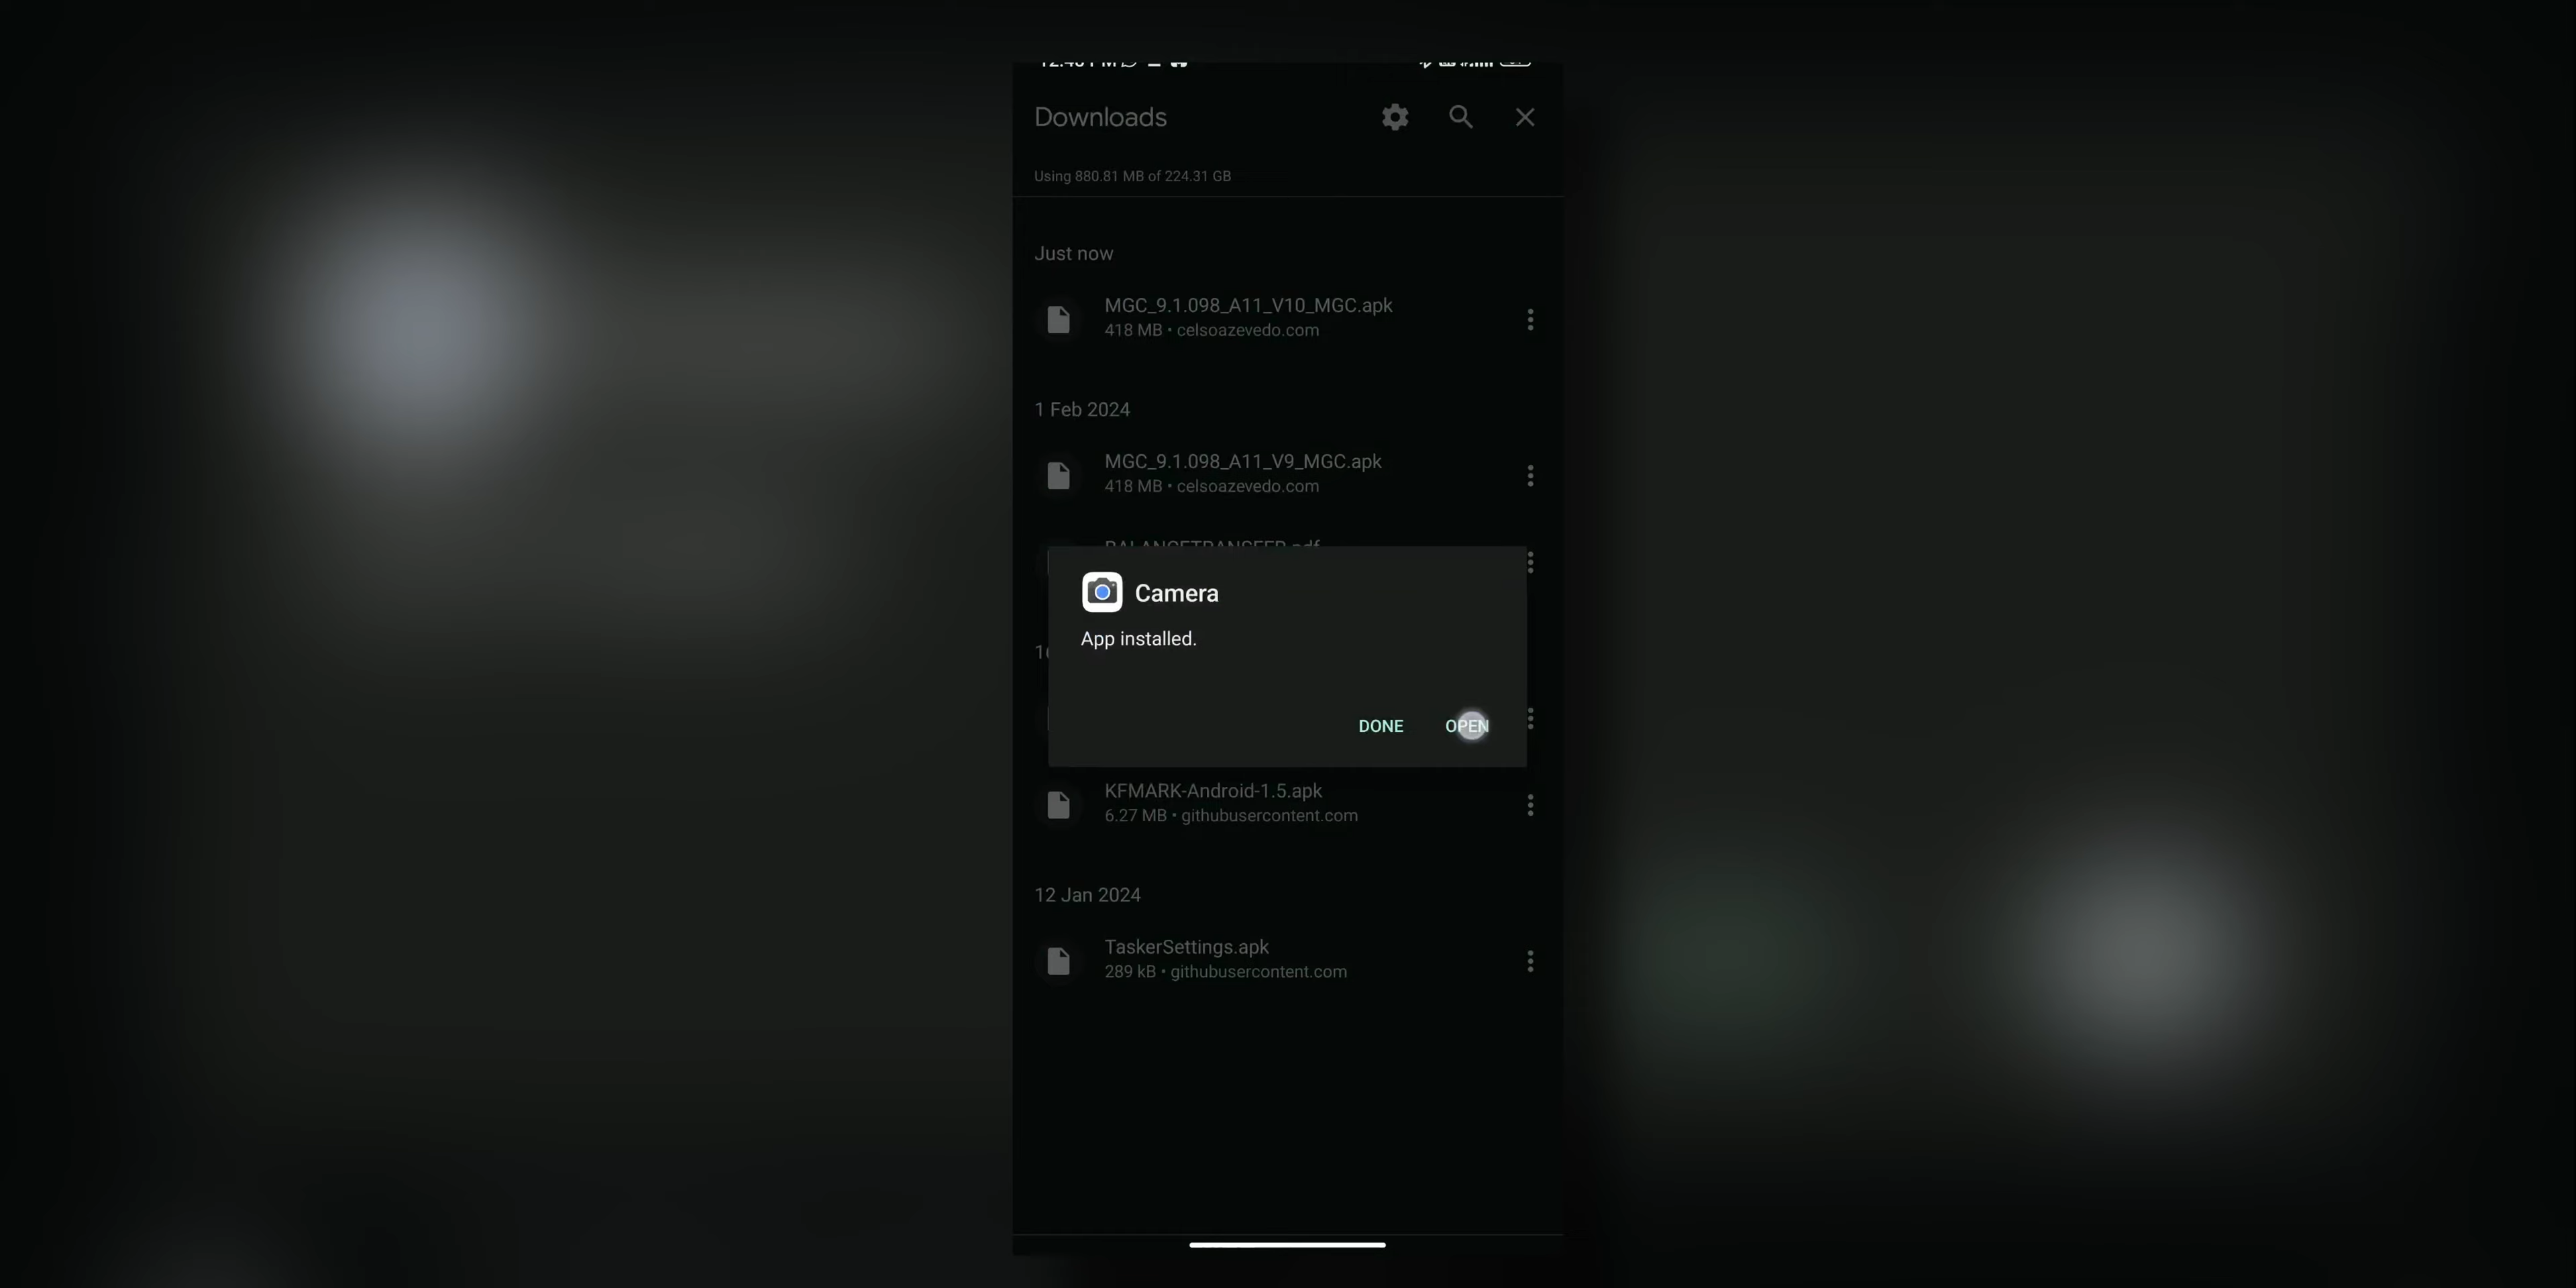 Downloads
Using 880.81 MB of 224.31 GB
Just now
MGC_9.1.098_A11_V10_MGC.apk
418 MB • celsoazevedo.com
1 Feb 2024
MGC_9.1.098_A11_V9_MGC.apk
418 MB • celsoazevedo.com
Camera
App installed.
DONE OPEN
KFMARK-Android-1.5.apk
6.27 MB • githubusercontent.com
12 Jan 2024
TaskerSettings.apk
289 kB • githubusercontent.com